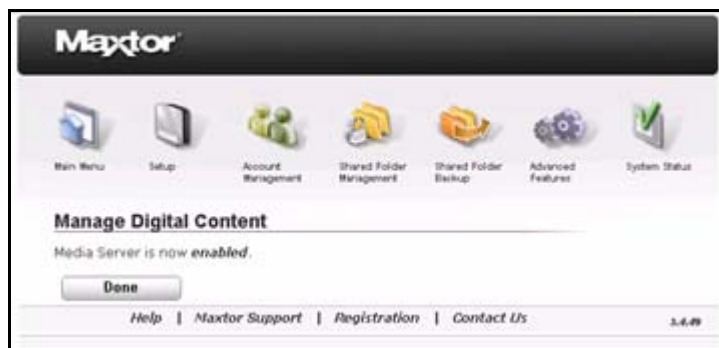 Maxtor
Main Menu
Setup
Account Management
Shared Folder Management
Shared Folder Backup
Advanced Features
System Status
Manage Digital Content
Media Server is now enabled.
Done
Help | Maxtor Support | Registration | Contact Us